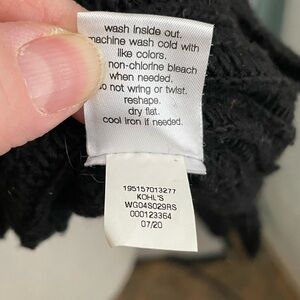 wash inside out.
machine wash cold with
like colors.
non-chlorine bleach
when needed.
do not wring or twist.
reshape.
dry flat.
cool iron if needed.
195157013277
KOHL'S
WG04S029RS
000123364
07/20